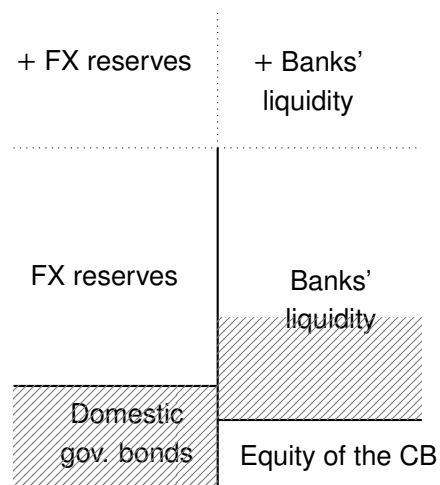 + FX reserves
+ Banks'
liquidity
FX reserves
Banks'
liquidity
Domestic
gov. bonds
Equity of the CB